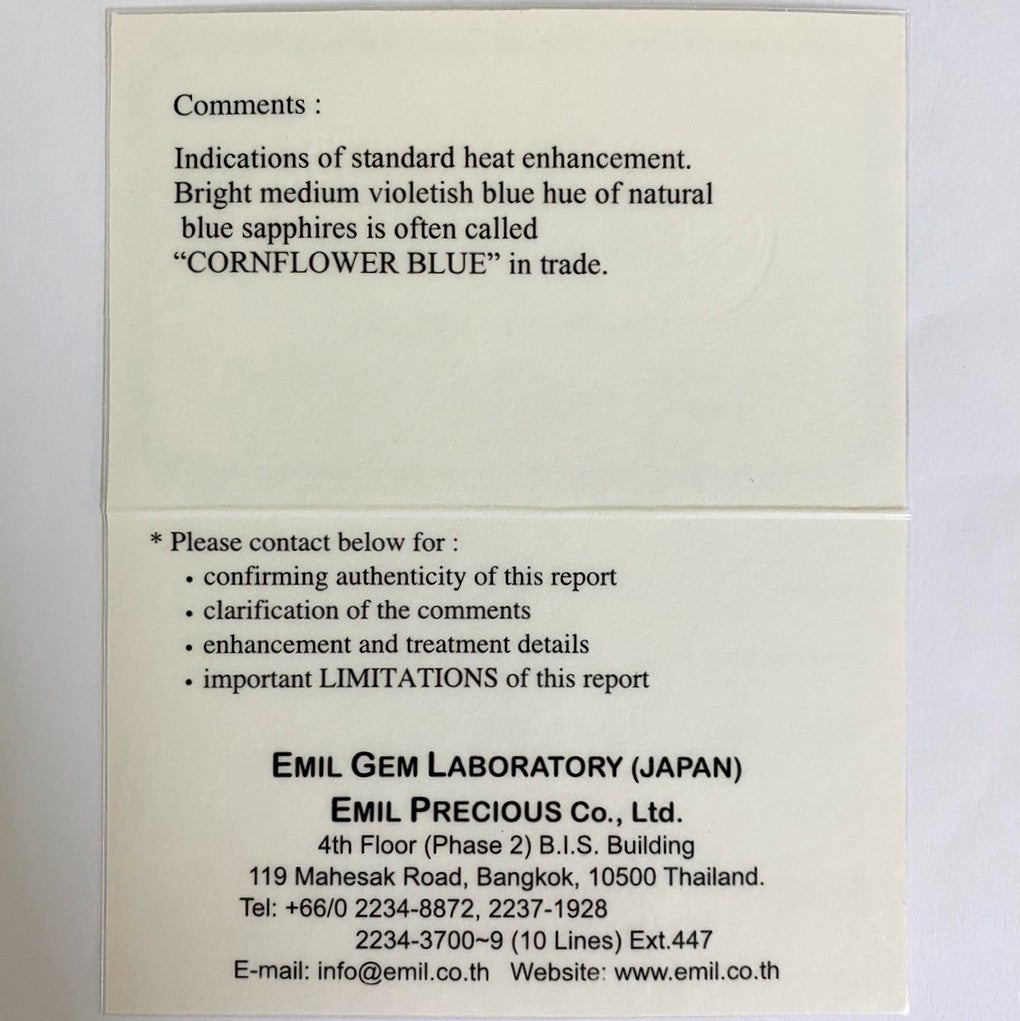 Comments :
Indications of standard heat enhancement.
Bright medium violetish blue hue of natural
blue sapphires is often called
“CORNFLOWER BLUE” in trade.
* Please contact below for :
• confirming authenticity of this report
• clarification of the comments
• enhancement and treatment details
• important LIMITATIONS of this report
EMIL GEM LABORATORY (JAPAN)
EMIL PRECIOUS Co., Ltd.
4th Floor (Phase 2) B.I.S. Building
119 Mahesak Road, Bangkok, 10500 Thailand.
Tel: +66/0 2234-8872, 2237-1928
2234-3700~9 (10 Lines) Ext.447
E-mail: info@emil.co.th Website: www.emil.co.th